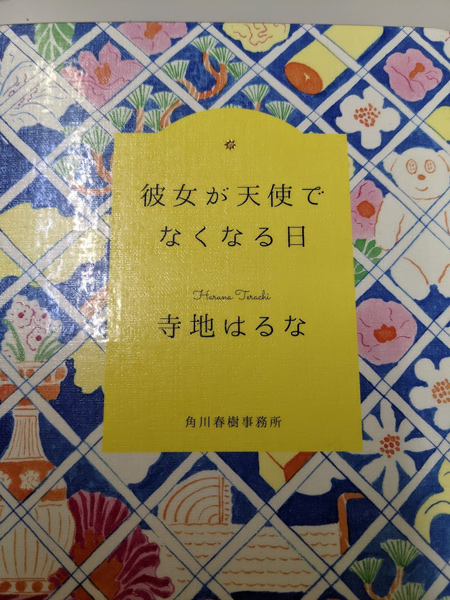 彼女が天使で
なくなる日
Haruna Terachi
寺地はるな
角川春樹事務所